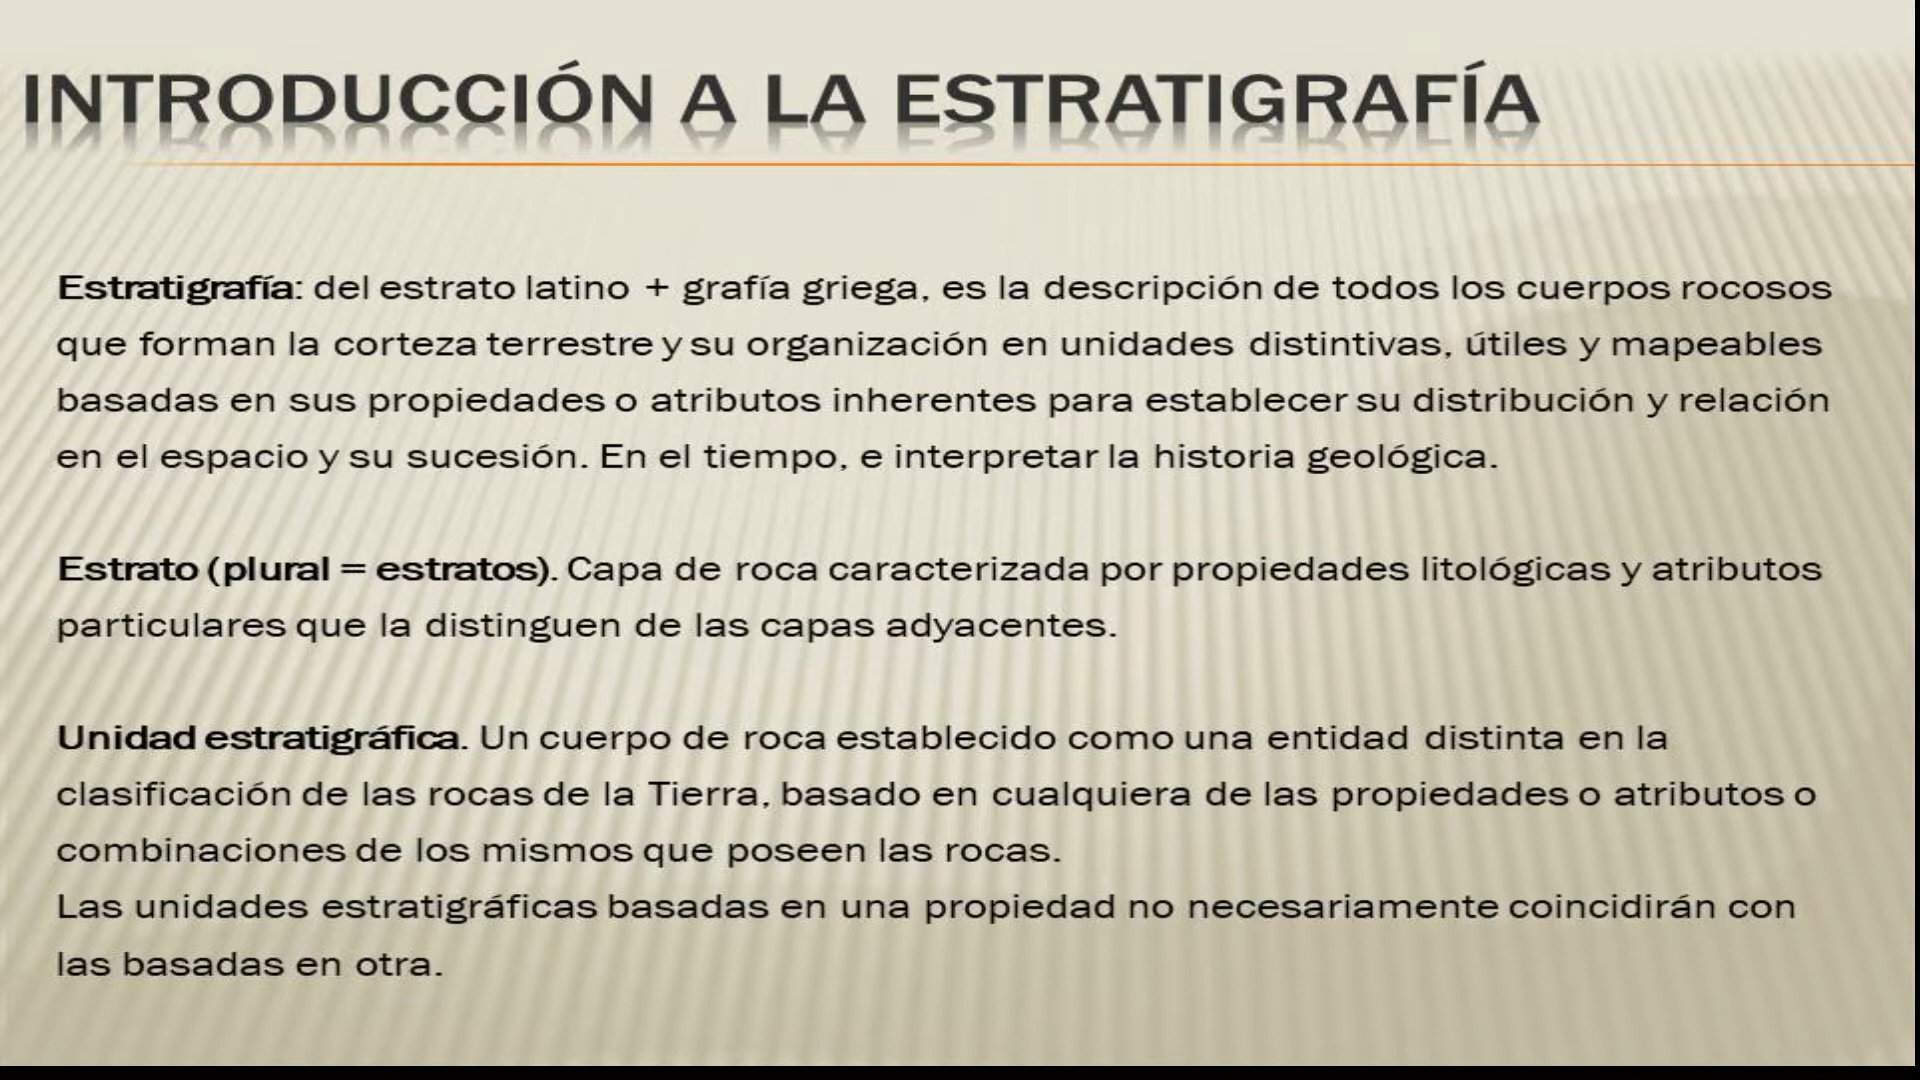 INTRODUCCIÓN A LA ESTRATIGRAFÍA
Estratigrafía: del estrato latino + grafía griega, es la descripción de todos los cuerpos rocosos
que forman la corteza terrestre y su organización en unidades distintivas, útiles y mapeables
basadas en sus propiedades o atributos inherentes para establecer su distribución y relación
en el espacio y su sucesión. En el tiempo, e interpretar la historia geológica.
Estrato (plural = estratos). Capa de roca caracterizada por propiedades litológicas y atributos
particulares que la distinguen de las capas adyacentes.
Unidad estratigráfica. Un cuerpo de roca establecido como una entidad distinta en la
clasificación de las rocas de la Tierra, basado en cualquiera de las propiedades o atributos o
combinaciones de los mismos que poseen las rocas.
Las unidades estratigráficas basadas en una propiedad no necesariamente coincidirán con
las basadas en otra.